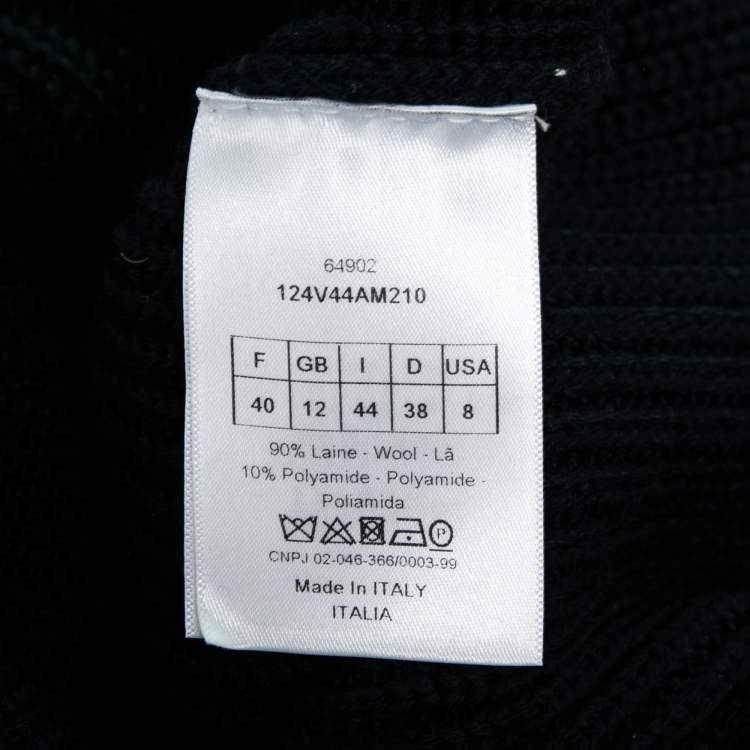 64902
124V44AM210
F GB I D USA
40 12 44 38 8
90% Laine - Wool - Lã
10% Polyamide - Polyamide -
Poliamida
P
CNPJ 02-046-366/0003-99
Made In ITALY
ITALIA